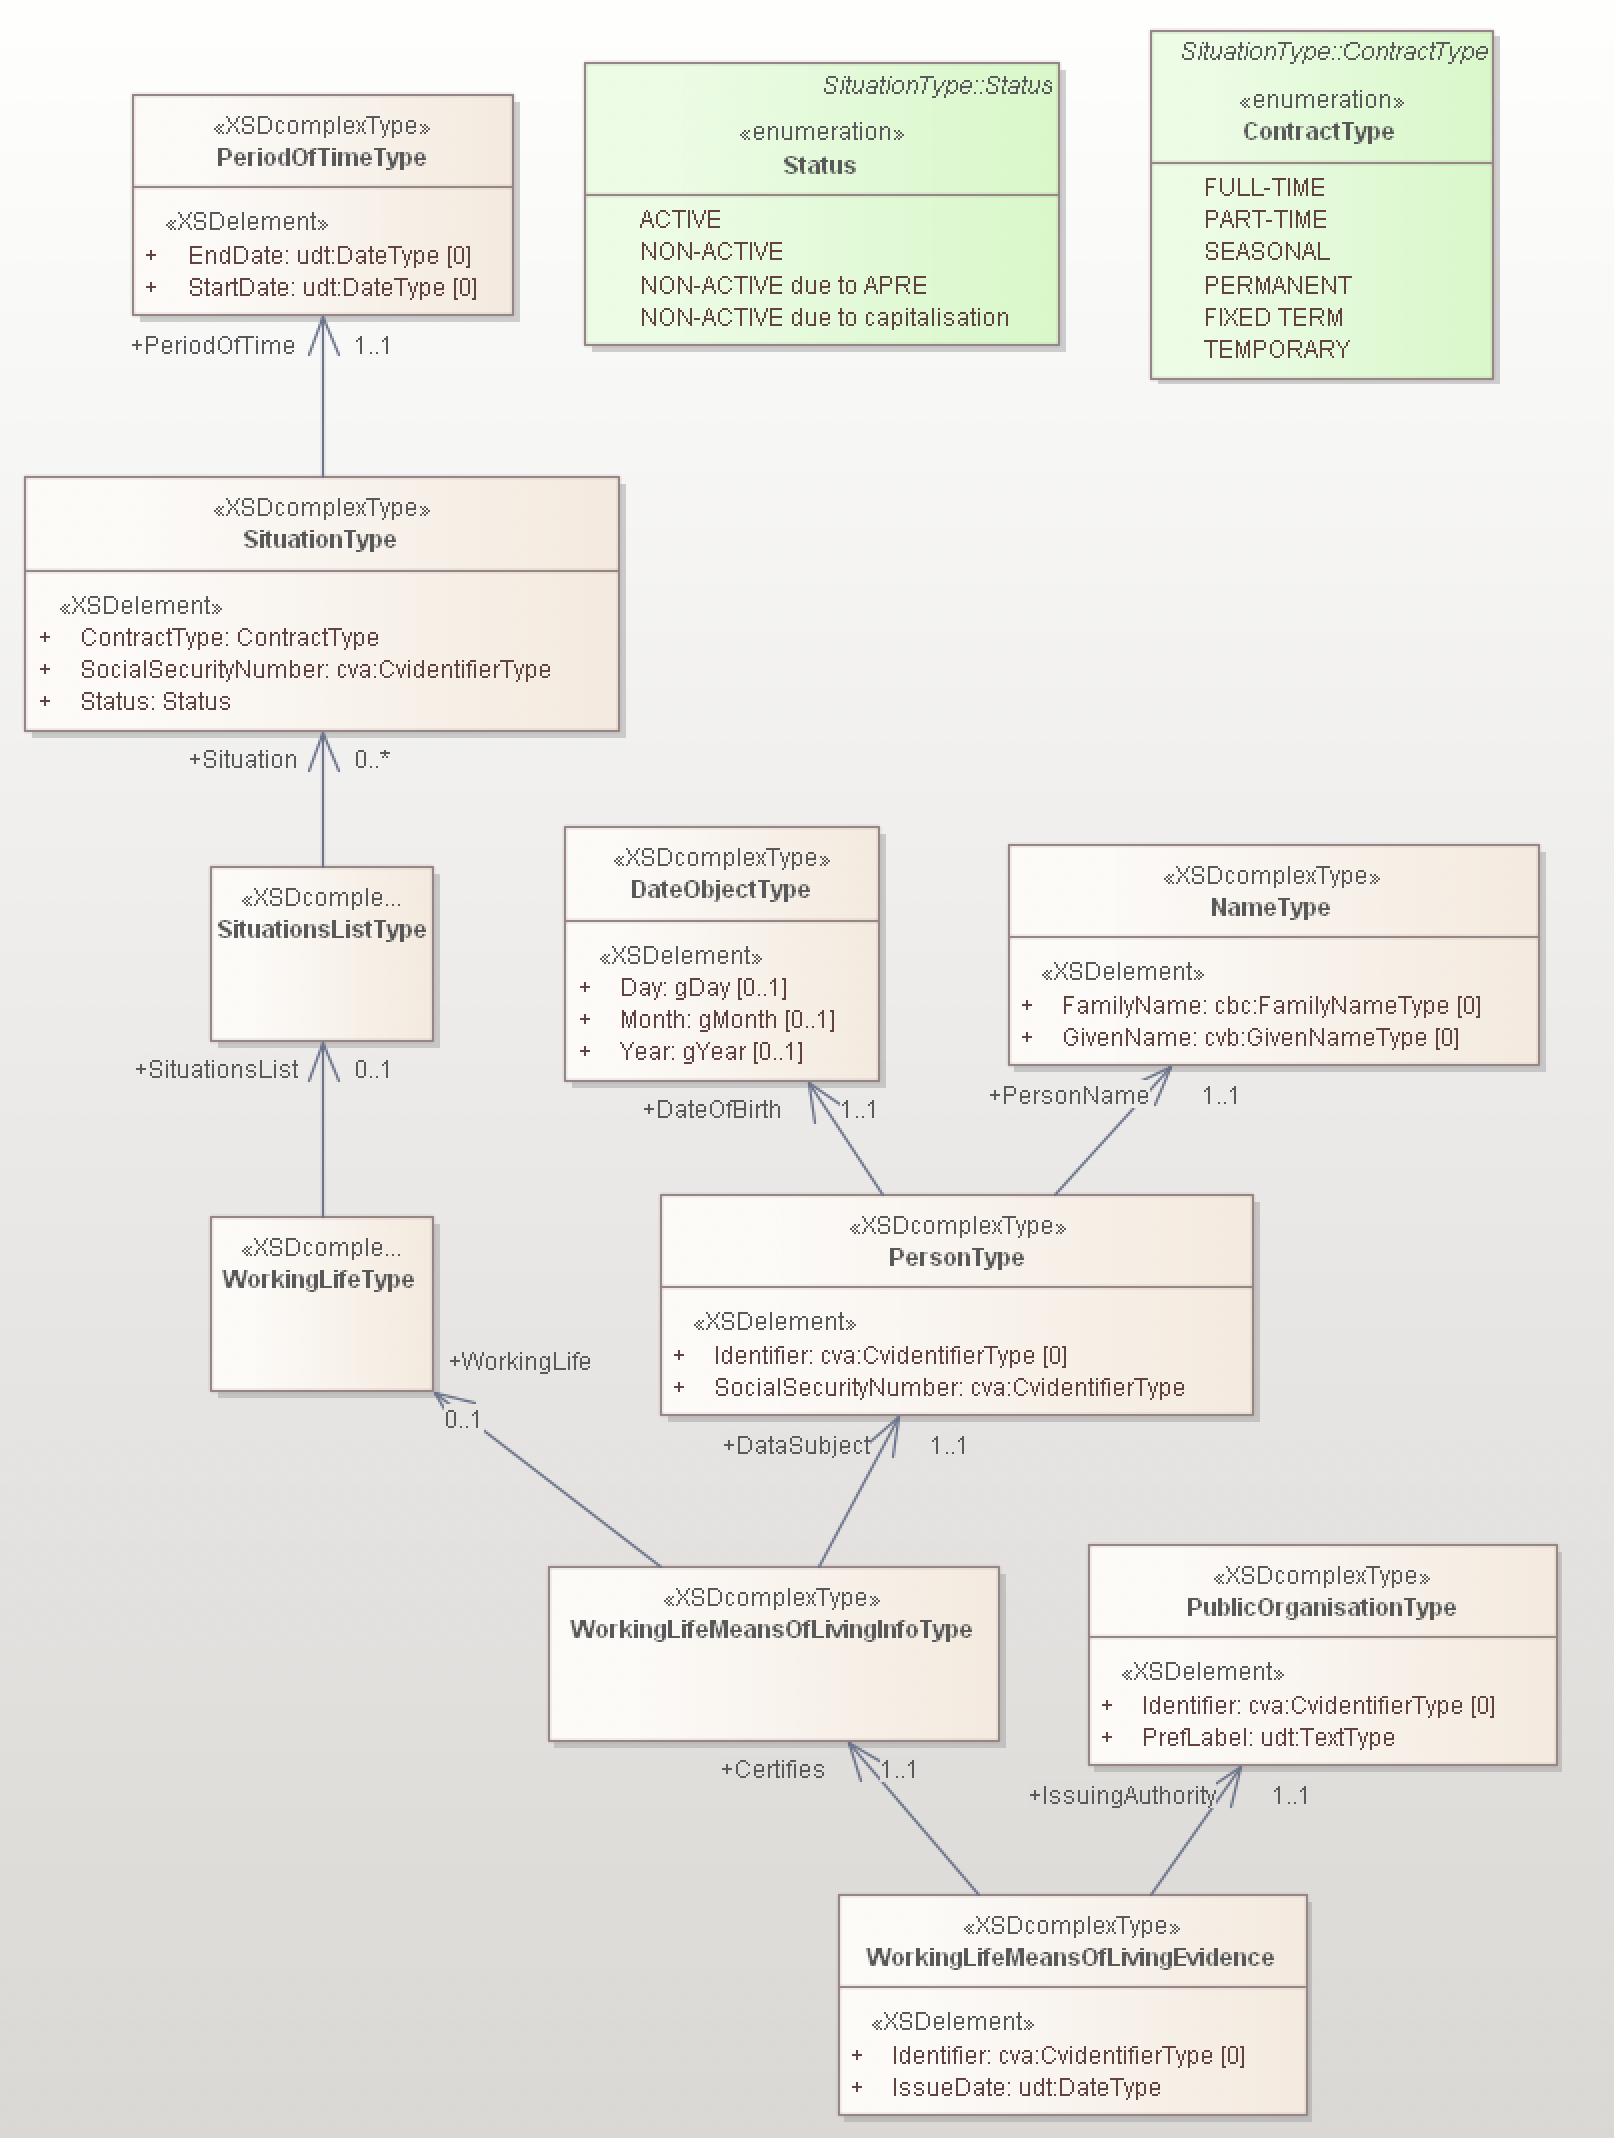 SituationType::ContractType
«enumeration»
ContractType
FULL-TIME
PART-TIME
SEASONAL
PERMANENT
FIXED TERM
TEMPORARY
SituationType::Status
«enumeration»
Status
ACTIVE
NON-ACTIVE
NON-ACTIVE due to APRE
NON-ACTIVE due to capitalisation
«XSDcomplexType»
PeriodOfTimeType
«XSDelement»
+ EndDate: udt:DateType [0]
+ StartDate: udt:DateType [0]
+PeriodOfTime 1..1
«XSDcomplexType»
SituationType
«XSDelement»
+ ContractType: ContractType
+ SocialSecurityNumber: cva:CvidentifierType
+ Status: Status
+Situation 0..*
«XSDcomple...
SituationsListType
+SituationsList 0..1
«XSDcomplexType»
DateObjectType
«XSDelement»
+ Day: gDay [0..1]
+ Month: gMonth [0..1]
+ Year: gYear [0..1]
+DateOfBirth 1..1
«XSDcomplexType»
NameType
«XSDelement»
+ FamilyName: cbc:FamilyNameType [0]
+ GivenName: cvb:GivenNameType [0]
+PersonName 1..1
«XSDcomple...
WorkingLifeType
+WorkingLife
0..1
«XSDcomplexType»
PersonType
«XSDelement»
+ Identifier: cva:CvidentifierType [0]
+ SocialSecurityNumber: cva:CvidentifierType
+DataSubject 1..1
«XSDcomplexType»
WorkingLifeMeansOfLivingInfoType
+Certifies 1..1
«XSDcomplexType»
PublicOrganisationType
«XSDelement»
+ Identifier: cva:CvidentifierType [0]
+ PrefLabel: udt:TextType
+IssuingAuthority 1..1
«XSDcomplexType»
WorkingLifeMeansOfLivingEvidence
«XSDelement»
+ Identifier: cva:CvidentifierType [0]
+ IssueDate: udt:DateType